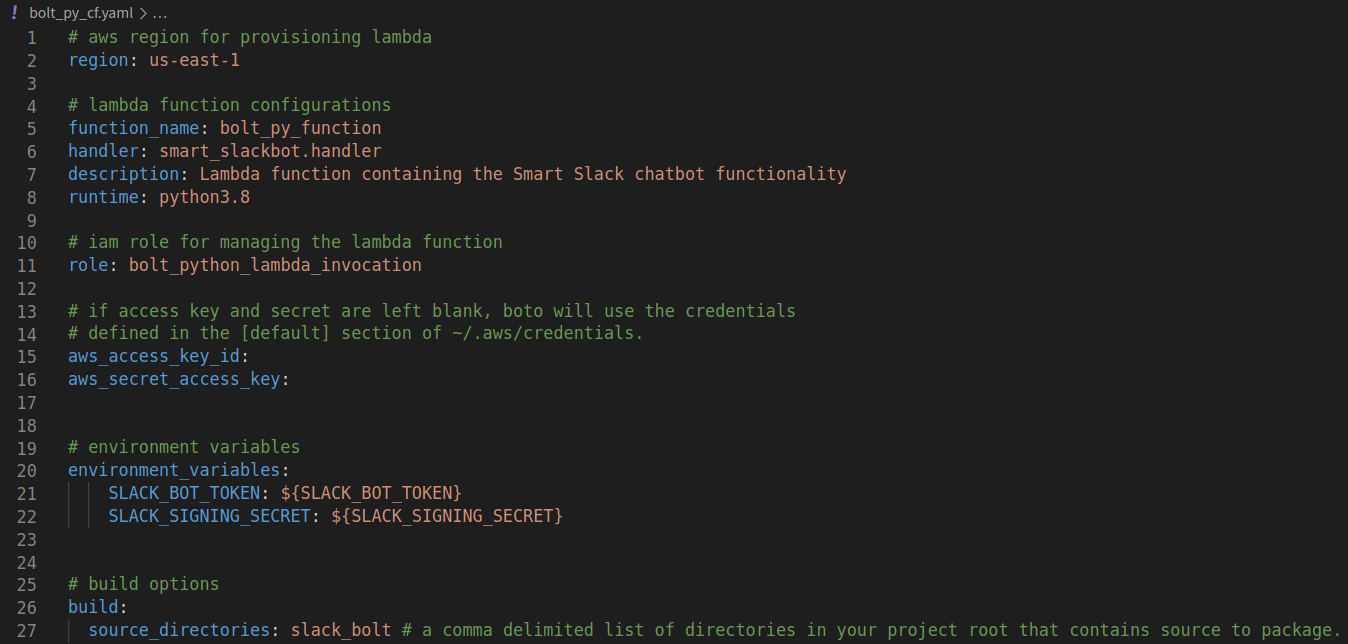 ! bolt_py_cf.yaml > ...
1 # aws region for provisioning lambda
2 region: us-east-1
3
4 # lambda function configurations
5 function_name: bolt_py_function
6 handler: smart_slackbot.handler
7 description: Lambda function containing the Smart Slack chatbot functionality
8 runtime: python3.8
9
10 # iam role for managing the lambda function
11 role: bolt_python_lambda_invocation
12
13 # if access key and secret are left blank, boto will use the credentials
14 # defined in the [default] section of ~/.aws/credentials.
15 aws_access_key_id:
16 aws_secret_access_key:
17
18
19 # environment variables
20 environment_variables:
21     SLACK_BOT_TOKEN: ${SLACK_BOT_TOKEN}
22     SLACK_SIGNING_SECRET: ${SLACK_SIGNING_SECRET}
23
24
25 # build options
26 build:
27   source_directories: slack_bolt # a comma delimited list of directories in your project root that contains source to package.